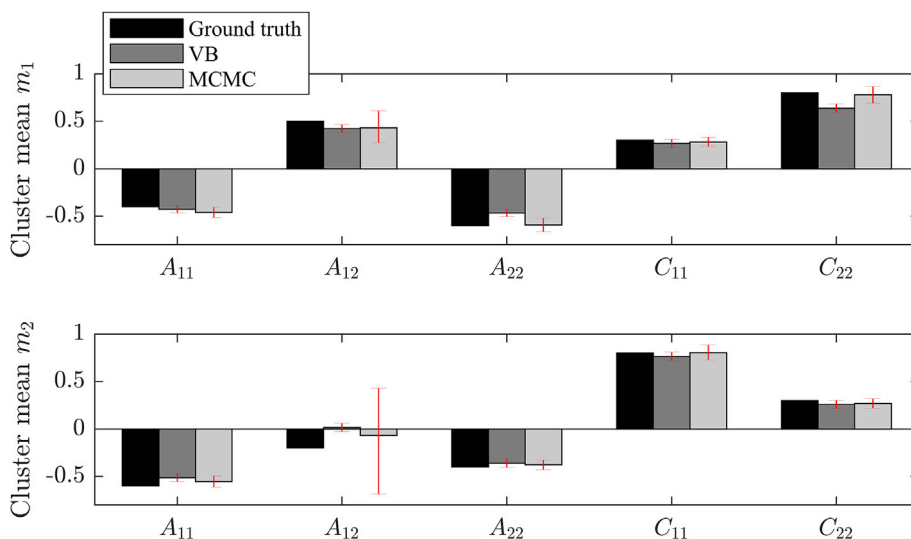 Ground truth
VB
MCMC
Cluster mean m₁
1
0.5
0
-0.5
A₁₁ A₁₂ A₂₂ C₁₁ C₂₂
Cluster mean m₂
1
0.5
0
-0.5
A₁₁ A₁₂ A₂₂ C₁₁ C₂₂